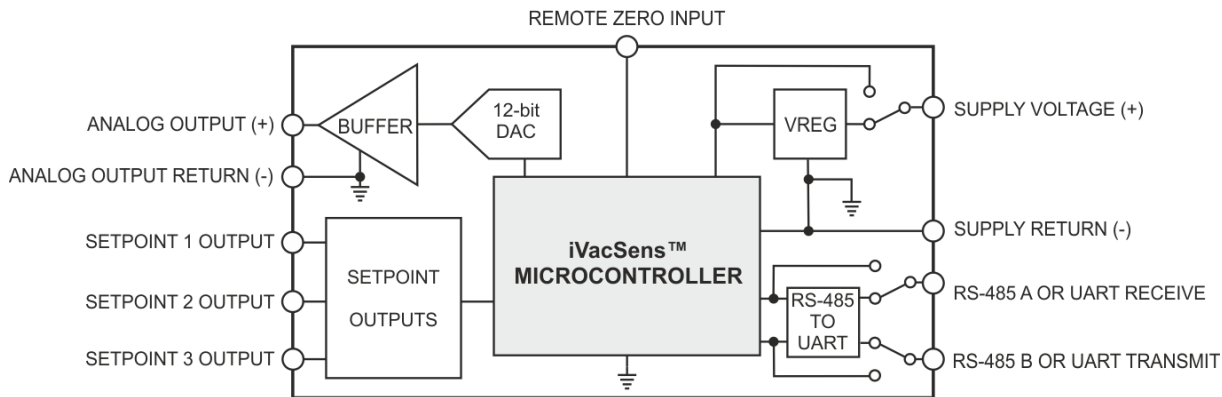 REMOTE ZERO INPUT
ANALOG OUTPUT (+)
BUFFER
12-bit
DAC
VREG
SUPPLY VOLTAGE (+)
ANALOG OUTPUT RETURN (-)
SETPOINT 1 OUTPUT
SETPOINT 2 OUTPUT
SETPOINT 3 OUTPUT
SETPOINT
OUTPUTS
iVacSens™
MICROCONTROLLER
SUPPLY RETURN (-)
RS-485
TO
UART
RS-485 A OR UART RECEIVE
RS-485 B OR UART TRANSMIT